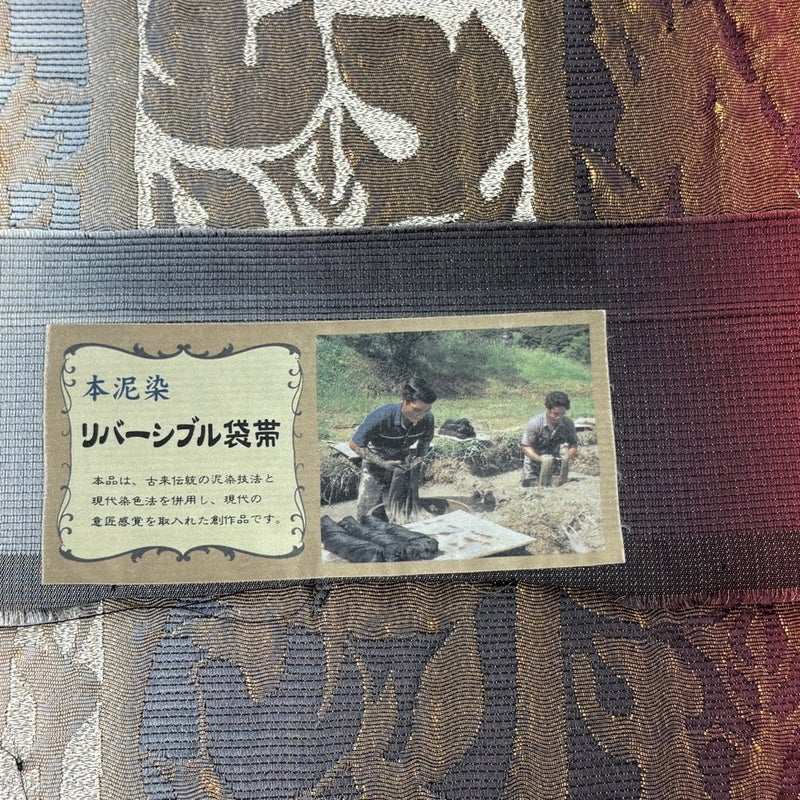 本泥染
リバーシブル袋帯
本品は、古来伝統の泥染技法と
現代染色法を併用し、現代の
意匠感覚を取入れた創作品です。